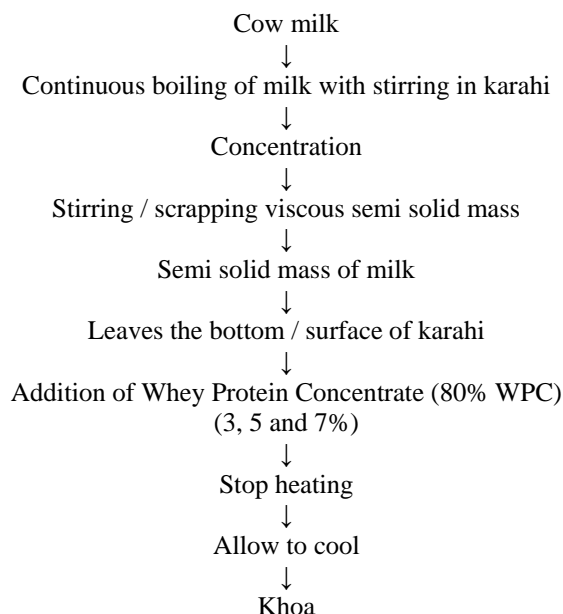 Cow milk
↓
Continuous boiling of milk with stirring in karahi
↓
Concentration
↓
Stirring / scrapping viscous semi solid mass
↓
Semi solid mass of milk
↓
Leaves the bottom / surface of karahi
↓
Addition of Whey Protein Concentrate (80% WPC)
(3, 5 and 7%)
↓
Stop heating
↓
Allow to cool
↓
Khoa